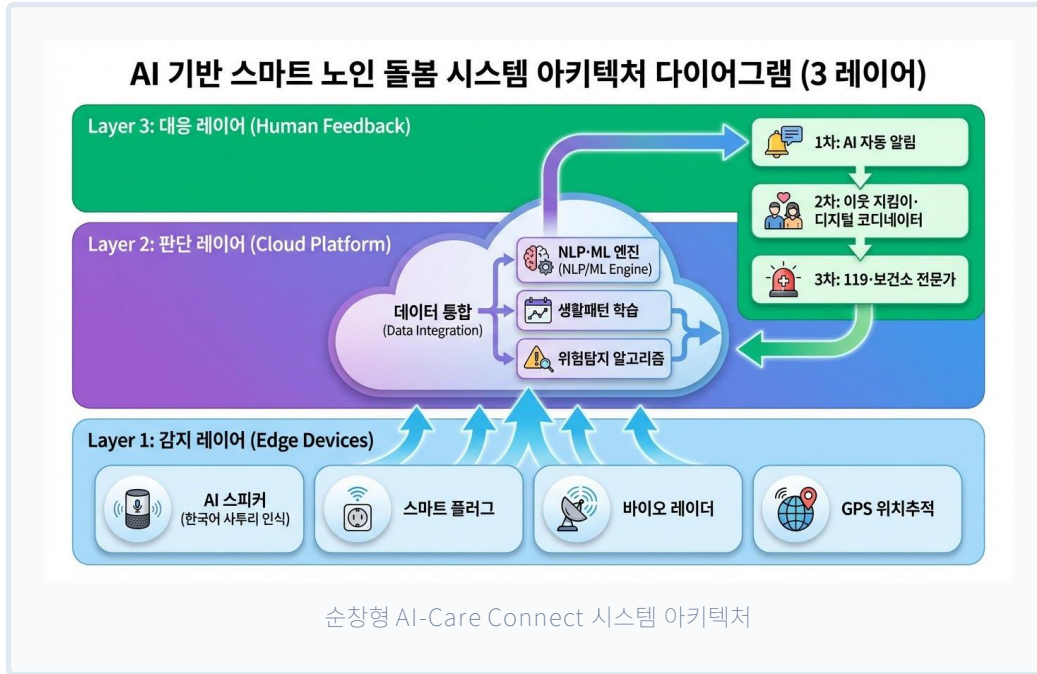 AI 기반 스마트 노인 돌봄 시스템 아키텍처 다이어그램 (3 레이어)
Layer 3: 대응 레이어 (Human Feedback)
1차: AI 자동 알림
2차: 이웃 지킴이·
디지털 코디네이터
3차: 119·보건소 전문가
Layer 2: 판단 레이어 (Cloud Platform)
데이터 통합
(Data Integration)
NLP·ML 엔진
(NLP/ML Engine)
생활패턴 학습
위험탐지 알고리즘
Layer 1: 감지 레이어 (Edge Devices)
AI 스피커
(한국어 사투리 인식)
스마트 플러그
바이오 레이더
GPS 위치추적
순창형 AI-Care Connect 시스템 아키텍처